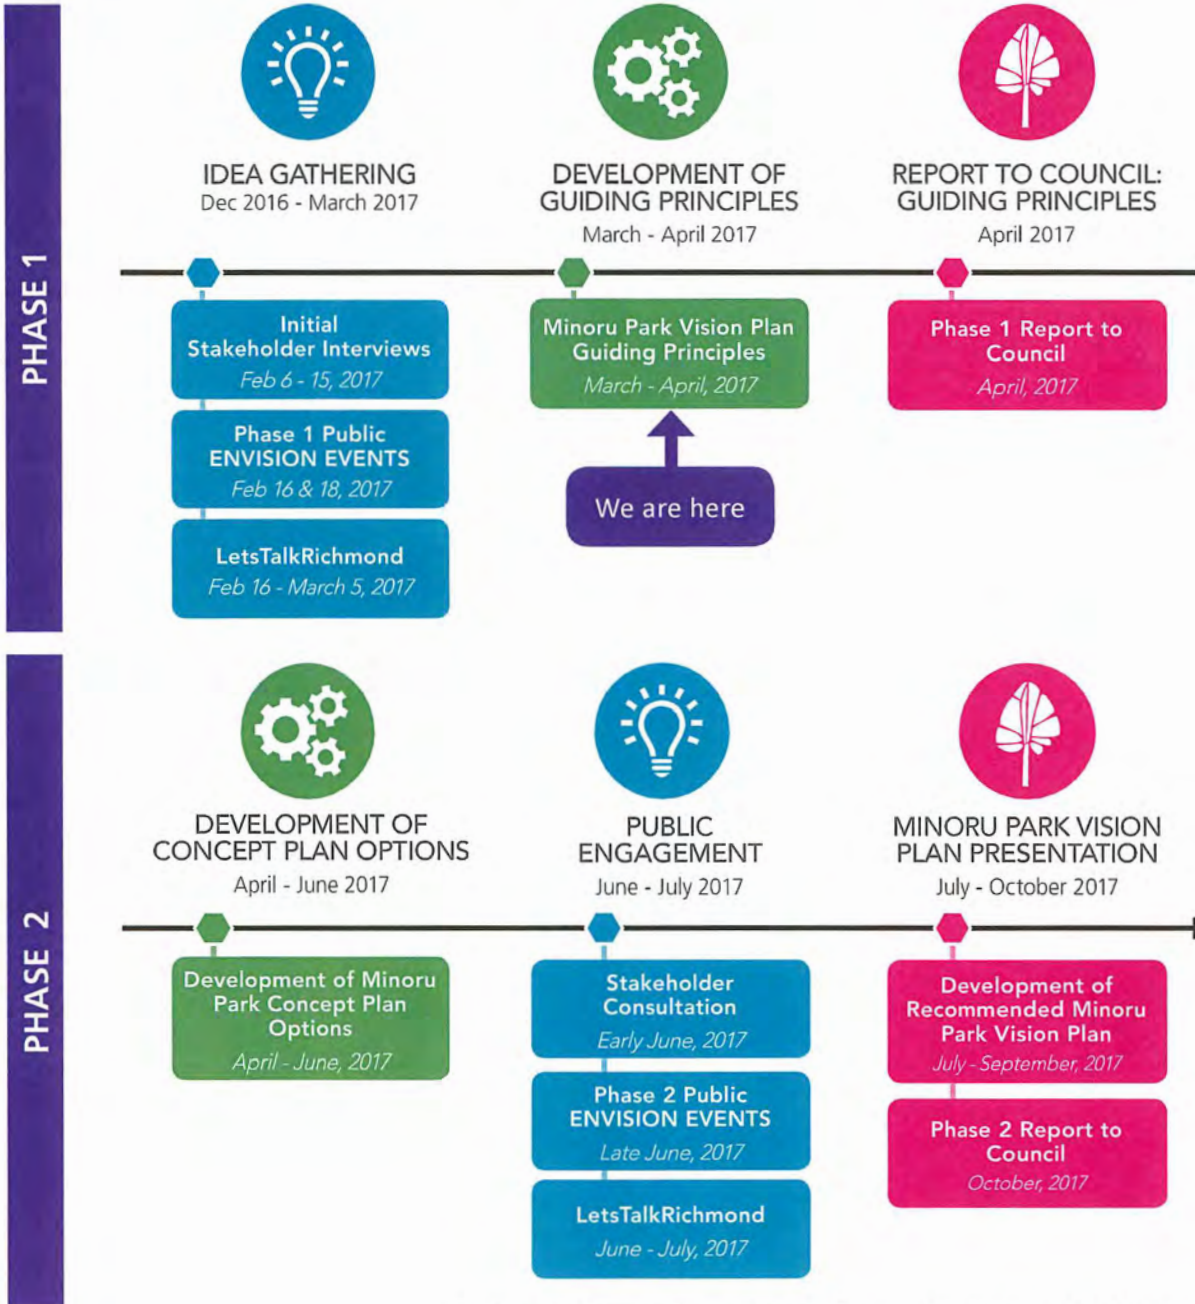 PHASE 1
IDEA GATHERING
Dec 2016 - March 2017
Initial
Stakeholder Interviews
Feb 6 - 15, 2017
Phase 1 Public
ENVISION EVENTS
Feb 16 & 18, 2017
LetsTalkRichmond
Feb 16 - March 5, 2017
DEVELOPMENT OF
GUIDING PRINCIPLES
March - April 2017
Minoru Park Vision Plan
Guiding Principles
March - April, 2017
We are here
REPORT TO COUNCIL:
GUIDING PRINCIPLES
April 2017
Phase 1 Report to
Council
April, 2017
PHASE 2
DEVELOPMENT OF
CONCEPT PLAN OPTIONS
April - June 2017
Development of Minoru
Park Concept Plan
Options
April - June, 2017
PUBLIC
ENGAGEMENT
June - July 2017
Stakeholder
Consultation
Early June, 2017
Phase 2 Public
ENVISION EVENTS
Late June, 2017
LetsTalkRichmond
June - July, 2017
MINORU PARK VISION
PLAN PRESENTATION
July - October 2017
Development of
Recommended Minoru
Park Vision Plan
July - September, 2017
Phase 2 Report to
Council
October, 2017